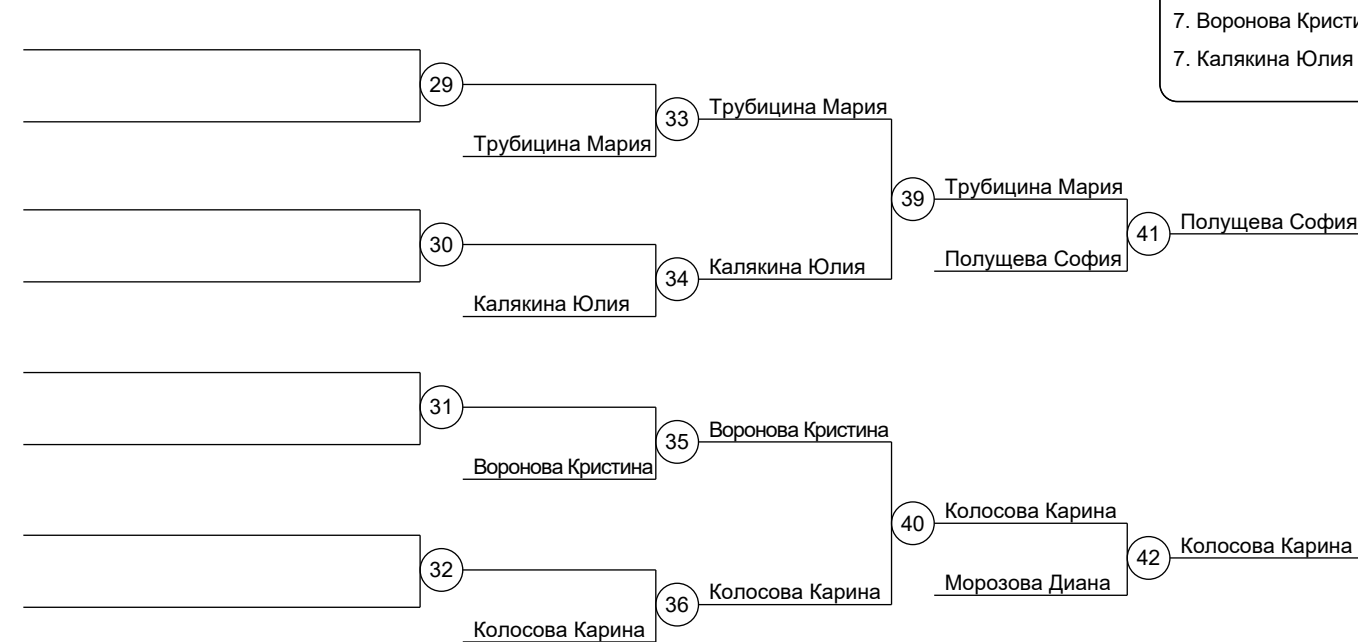 7. Воронова Кристи
7. Калякина Юлия
29
33 Трубицина Мария
Трубицина Мария
39 Трубицина Мария
41 Полущева София
30
Полущева София
34 Калякина Юлия
Калякина Юлия
31
35 Воронова Кристина
Воронова Кристина
40 Колосова Карина
42 Колосова Карина
32
Морозова Диана
36 Колосова Карина
Колосова Карина